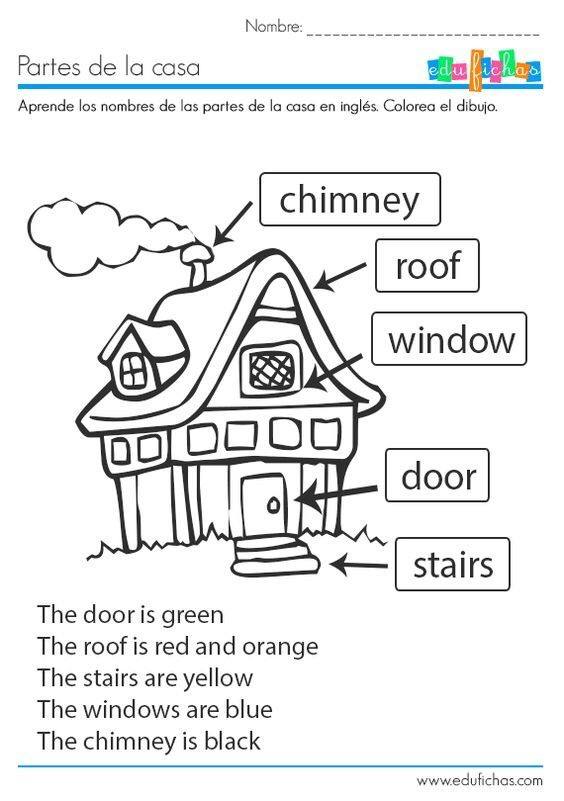 Nombre:
Partes de la casa
edufichas
Aprende los nombres de las partes de la casa en inglés. Colorea el dibujo.
chimney
roof
window
door
stairs
The door is green
The roof is red and orange
The stairs are yellow
The windows are blue
The chimney is black
www.edufichas.com